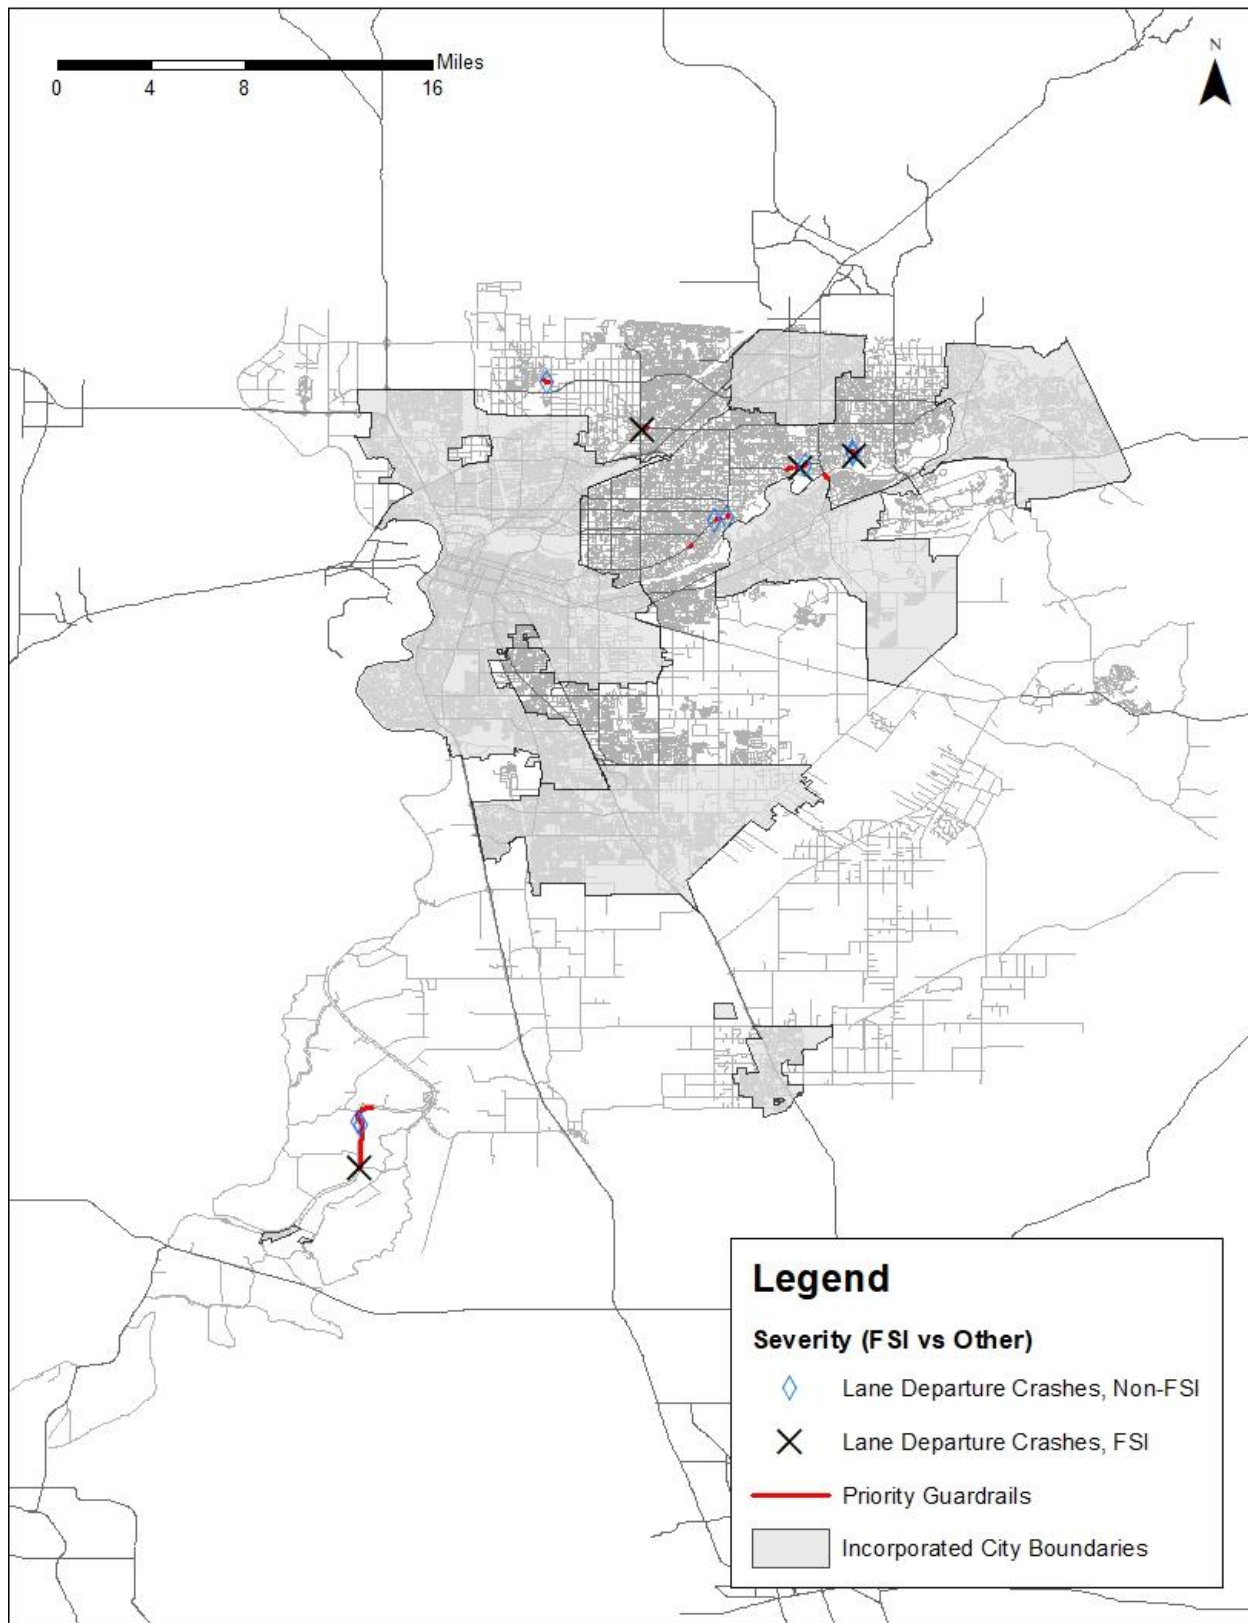 N
Miles
0 4 8 16
Legend
Severity (FSI vs Other)
Lane Departure Crashes, Non-FSI
Lane Departure Crashes, FSI
Priority Guardrails
Incorporated City Boundaries